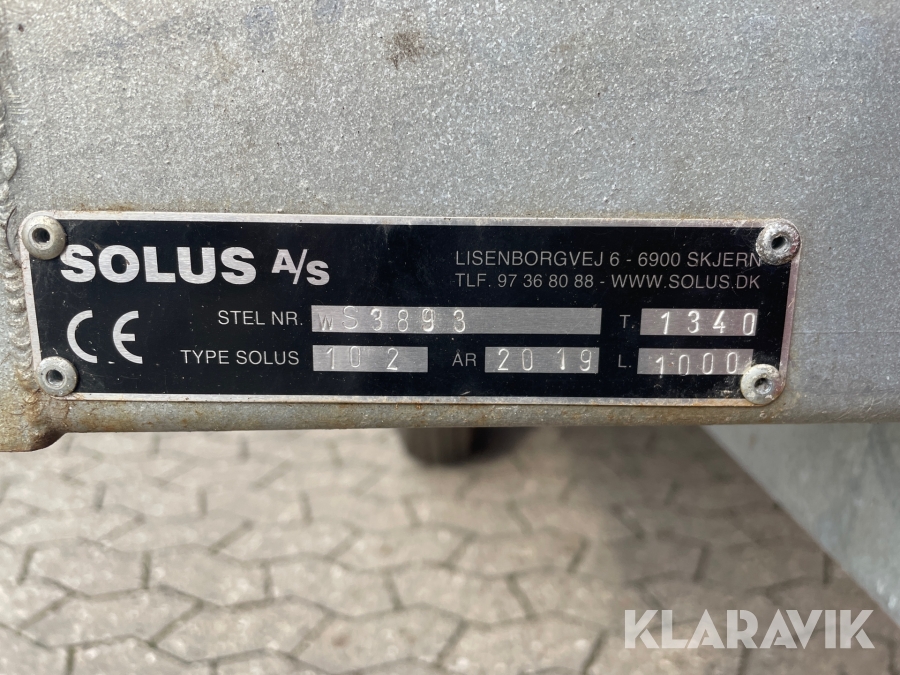 SOLUS A/S
LISENBORGVEJ 6 - 6900 SKJERN
TLF. 97 36 80 88 - WWW.SOLUS.DK
CE
STEL NR. WS3893 T. 1340
TYPE SOLUS 102 ÅR 2019 L. 1000
KLARAVIK